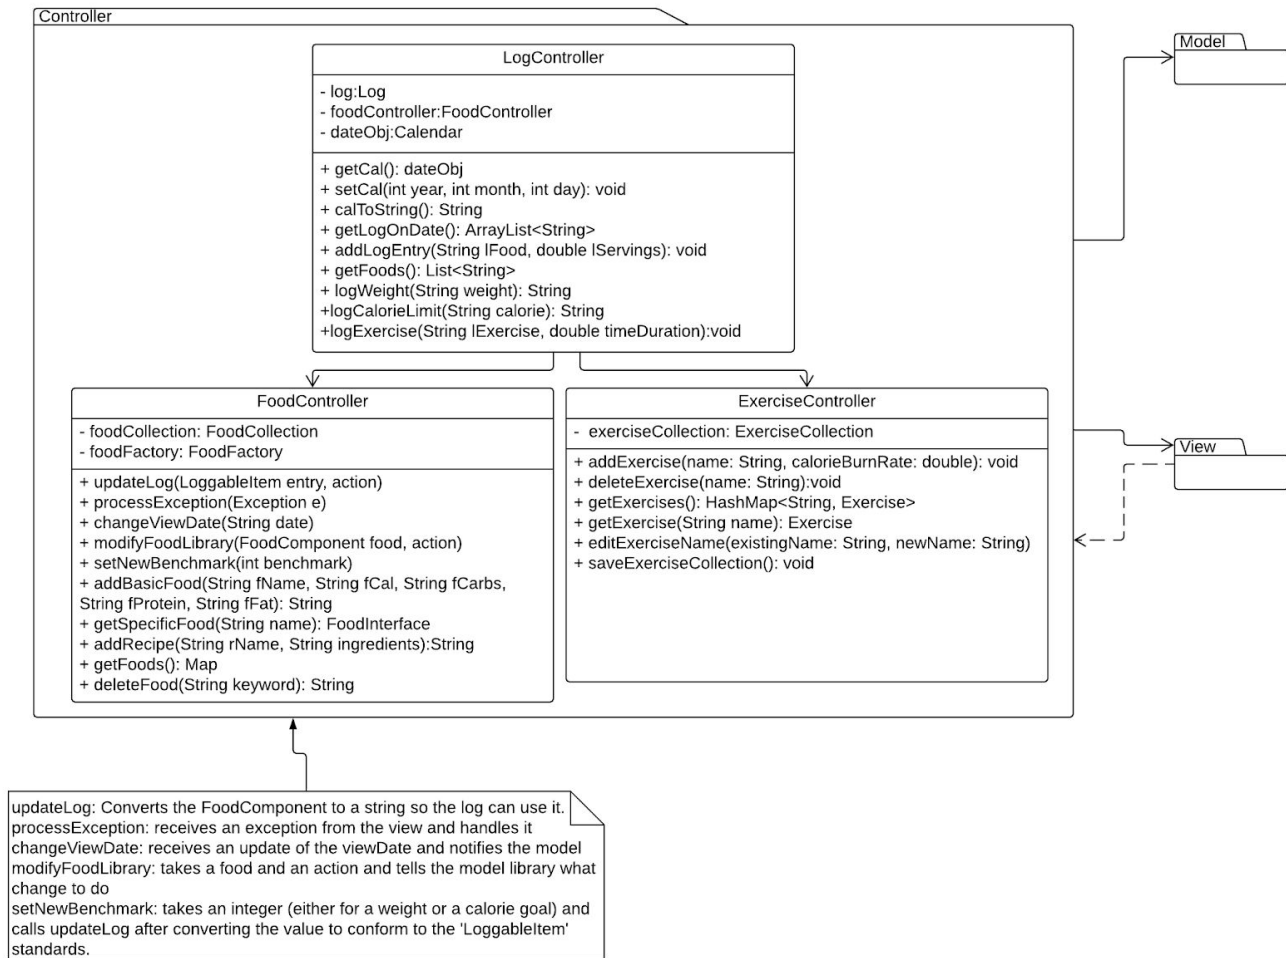 Controller
Model
LogController
- log:Log
- foodController:FoodController
- dateObj:Calendar
+ getCal(): dateObj
+ setCal(int year, int month, int day): void
+ calToString(): String
+ getLogOnDate(): ArrayList<String>
+ addLogEntry(String lFood, double lServings): void
+ getFoods(): List<String>
+ logWeight(String weight): String
+logCalorieLimit(String calorie): String
+logExercise(String lExercise, double timeDuration):void
FoodController
- foodCollection: FoodCollection
- foodFactory: FoodFactory
+ updateLog(LoggableItem entry, action)
+ processException(Exception e)
+ changeViewDate(String date)
+ modifyFoodLibrary(FoodComponent food, action)
+ setNewBenchmark(int benchmark)
+ addBasicFood(String fName, String fCal, String fCarbs,
String fProtein, String fFat): String
+ getSpecificFood(String name): FoodInterface
+ addRecipe(String rName, String ingredients):String
+ getFoods(): Map
+ deleteFood(String keyword): String
ExerciseController
- exerciseCollection: ExerciseCollection
+ addExercise(name: String, calorieBurnRate: double): void
+ deleteExercise(name: String):void
+ getExercises(): HashMap<String, Exercise>
+ getExercise(String name): Exercise
+ editExerciseName(existingName: String, newName: String)
+ saveExerciseCollection(): void
View
updateLog: Converts the FoodComponent to a string so the log can use it.
processException: receives an exception from the view and handles it
changeViewDate: receives an update of the viewDate and notifies the model
modifyFoodLibrary: takes a food and an action and tells the model library what
change to do
setNewBenchmark: takes an integer (either for a weight or a calorie goal) and
calls updateLog after converting the value to conform to the 'LoggableItem'
standards.